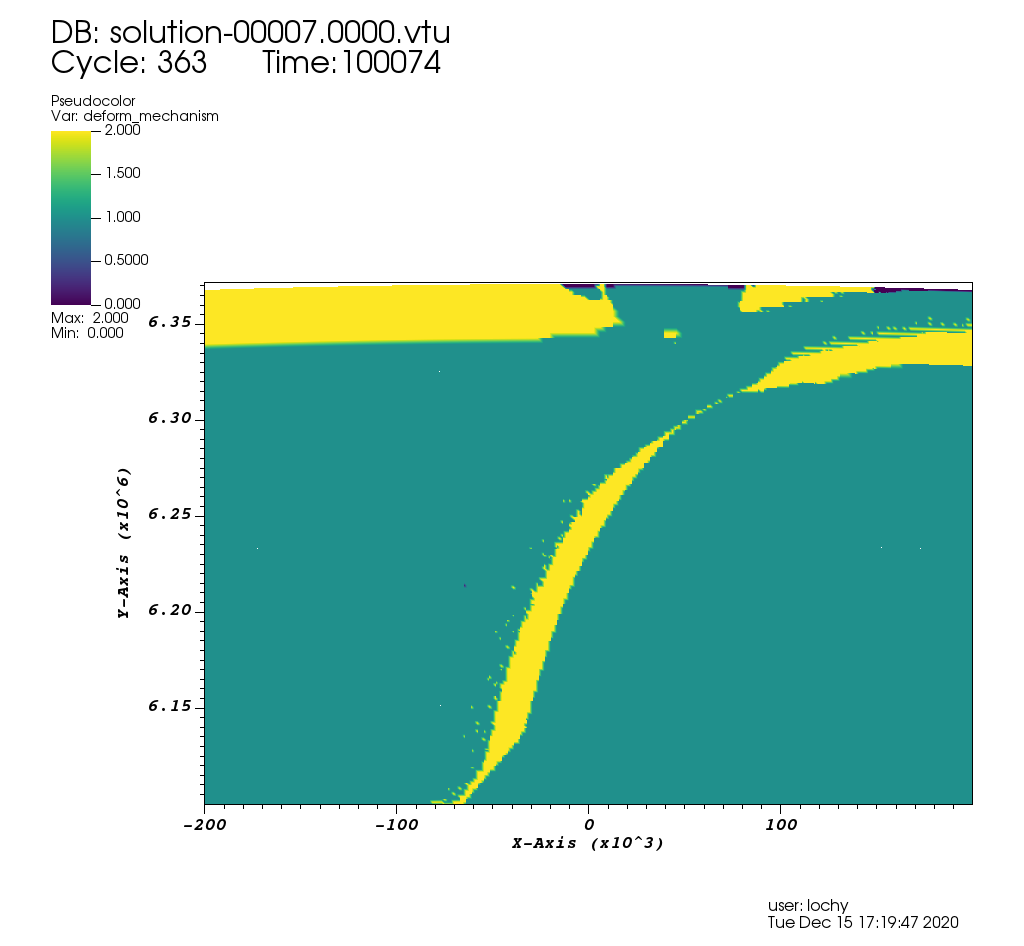 DB: solution-00007.0000.vtu
Cycle: 363 Time:100074
Pseudocolor
Var: deform_mechanism
2.000
1.500
1.000
0.5000
0.000
Max: 2.000
Min: 0.000
6.35
6.30
6.25
6.20
6.15
Y-Axis (x10^6)
-200 -100 0 100
X-Axis (x10^3)
user: lochy
Tue Dec 15 17:19:47 2020